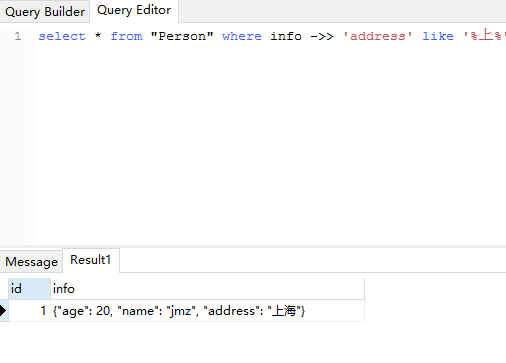 Query Builder Query Editor
1 select * from "Person" where info ->> 'address' like '%上%'
Message Result1
id info
1 {"age": 20, "name": "jmz", "address": "上海"}